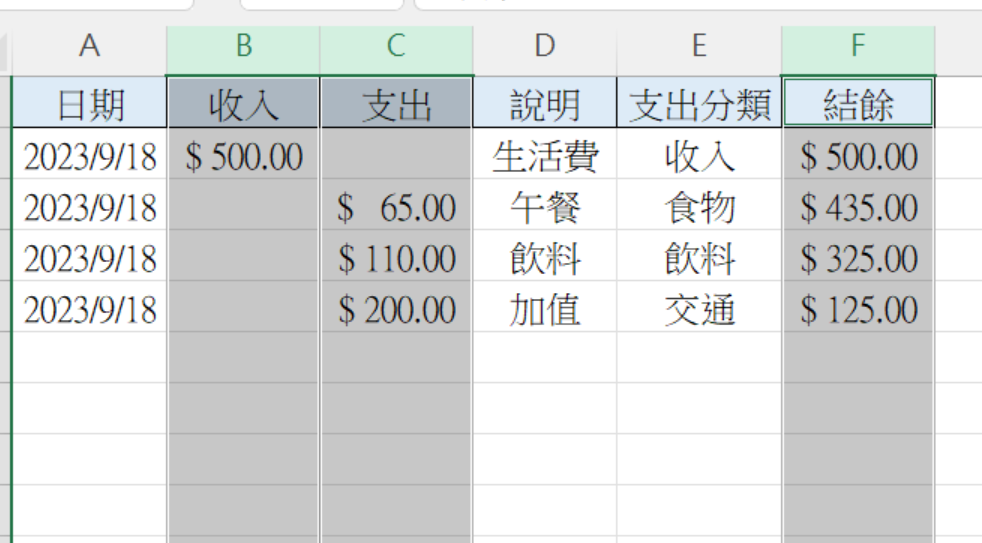 A B C D E F
日期 收入 支出 說明 支出分類 結餘
2023/9/18 $ 500.00 生活費 收入 $ 500.00
2023/9/18 $ 65.00 午餐 食物 $ 435.00
2023/9/18 $ 110.00 飲料 飲料 $ 325.00
2023/9/18 $ 200.00 加值 交通 $ 125.00